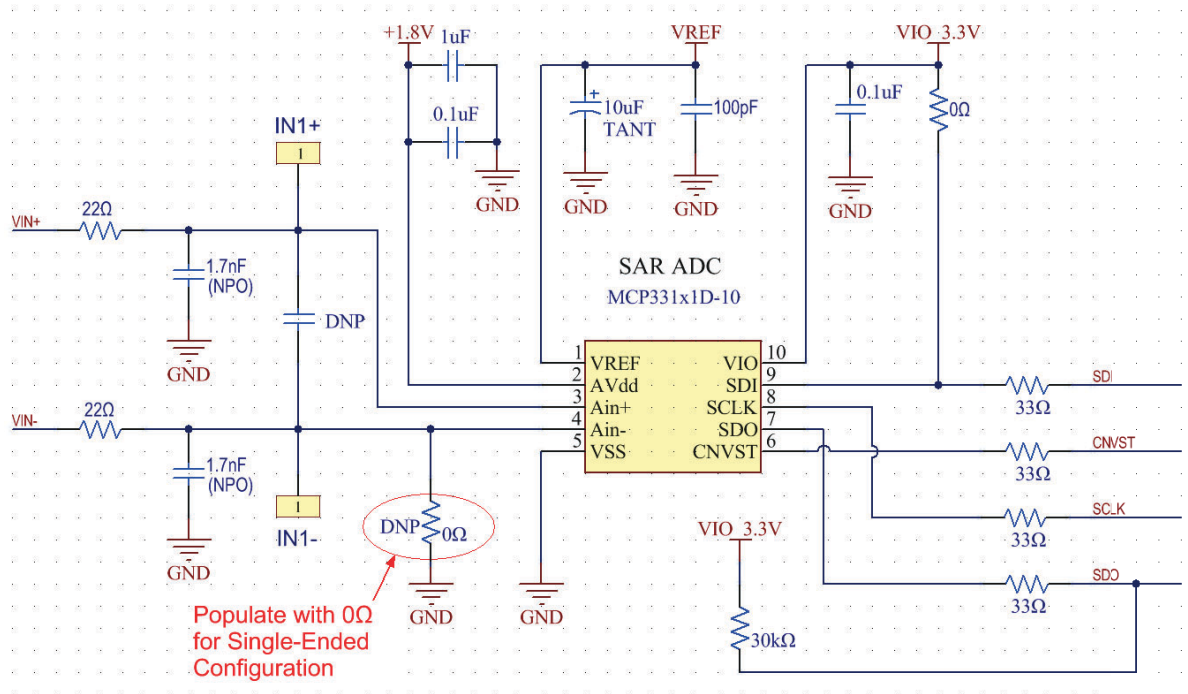 +1.8V
1uF
0.1uF
GND
VREF
10uF
TANT
100pF
GND
GND
VIO_3.3V
0.1uF
0Ω
GND
IN1+
1
VIN+
22Ω
1.7nF
(NPO)
GND
DNP
VIN-
22Ω
1.7nF
(NPO)
GND
1
IN1-
DNP
0Ω
GND
Populate with 0Ω
for Single-Ended
Configuration
SAR ADC
MCP331x1D-10
1 VREF VIO 10
2 AVdd SDI 9
3 Ain+ SCLK 8
4 Ain- SDO 7
5 VSS CNVST 6
GND
33Ω
SDI
33Ω
CNVST
33Ω
SCLK
33Ω
SDO
VIO_3.3V
30kΩ